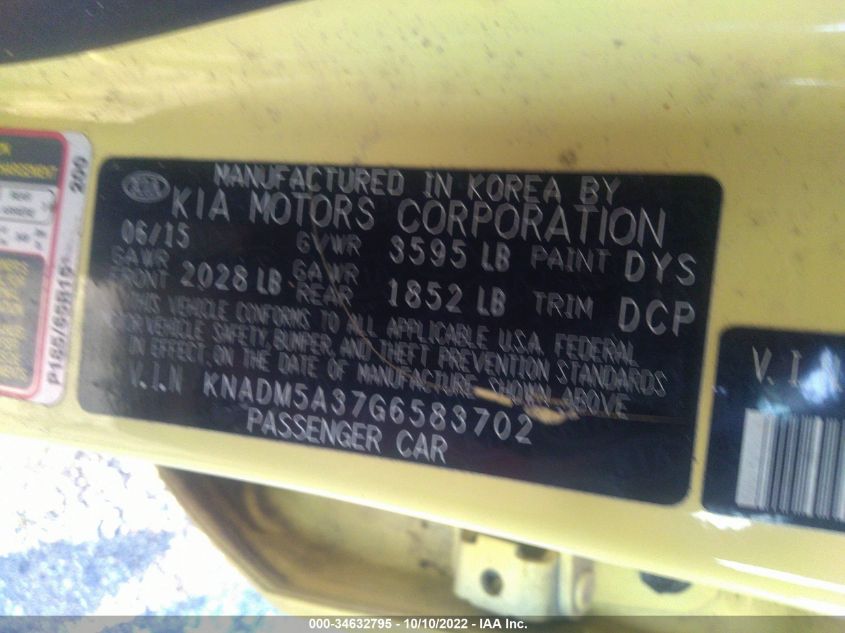 MANUFACTURED IN KOREA BY
KIA KIA MOTORS CORPORATION
06/15 GVWR 3595 LB PAINT DYS
GAWR FRONT 2028 LB GAWR REAR 1852 LB TRIM DCP
THIS VEHICLE CONFORMS TO ALL APPLICABLE U.S.A. FEDERAL
MOTOR VEHICLE SAFETY, BUMPER, AND THEFT PREVENTION STANDARDS
IN EFFECT ON THE DATE OF MANUFACTURE SHOWN ABOVE
V.I.N KNADM5A37G6583702
PASSENGER CAR
V.I.N
200
P185/65R15
000-34632795 - 10/10/2022 - IAA Inc.